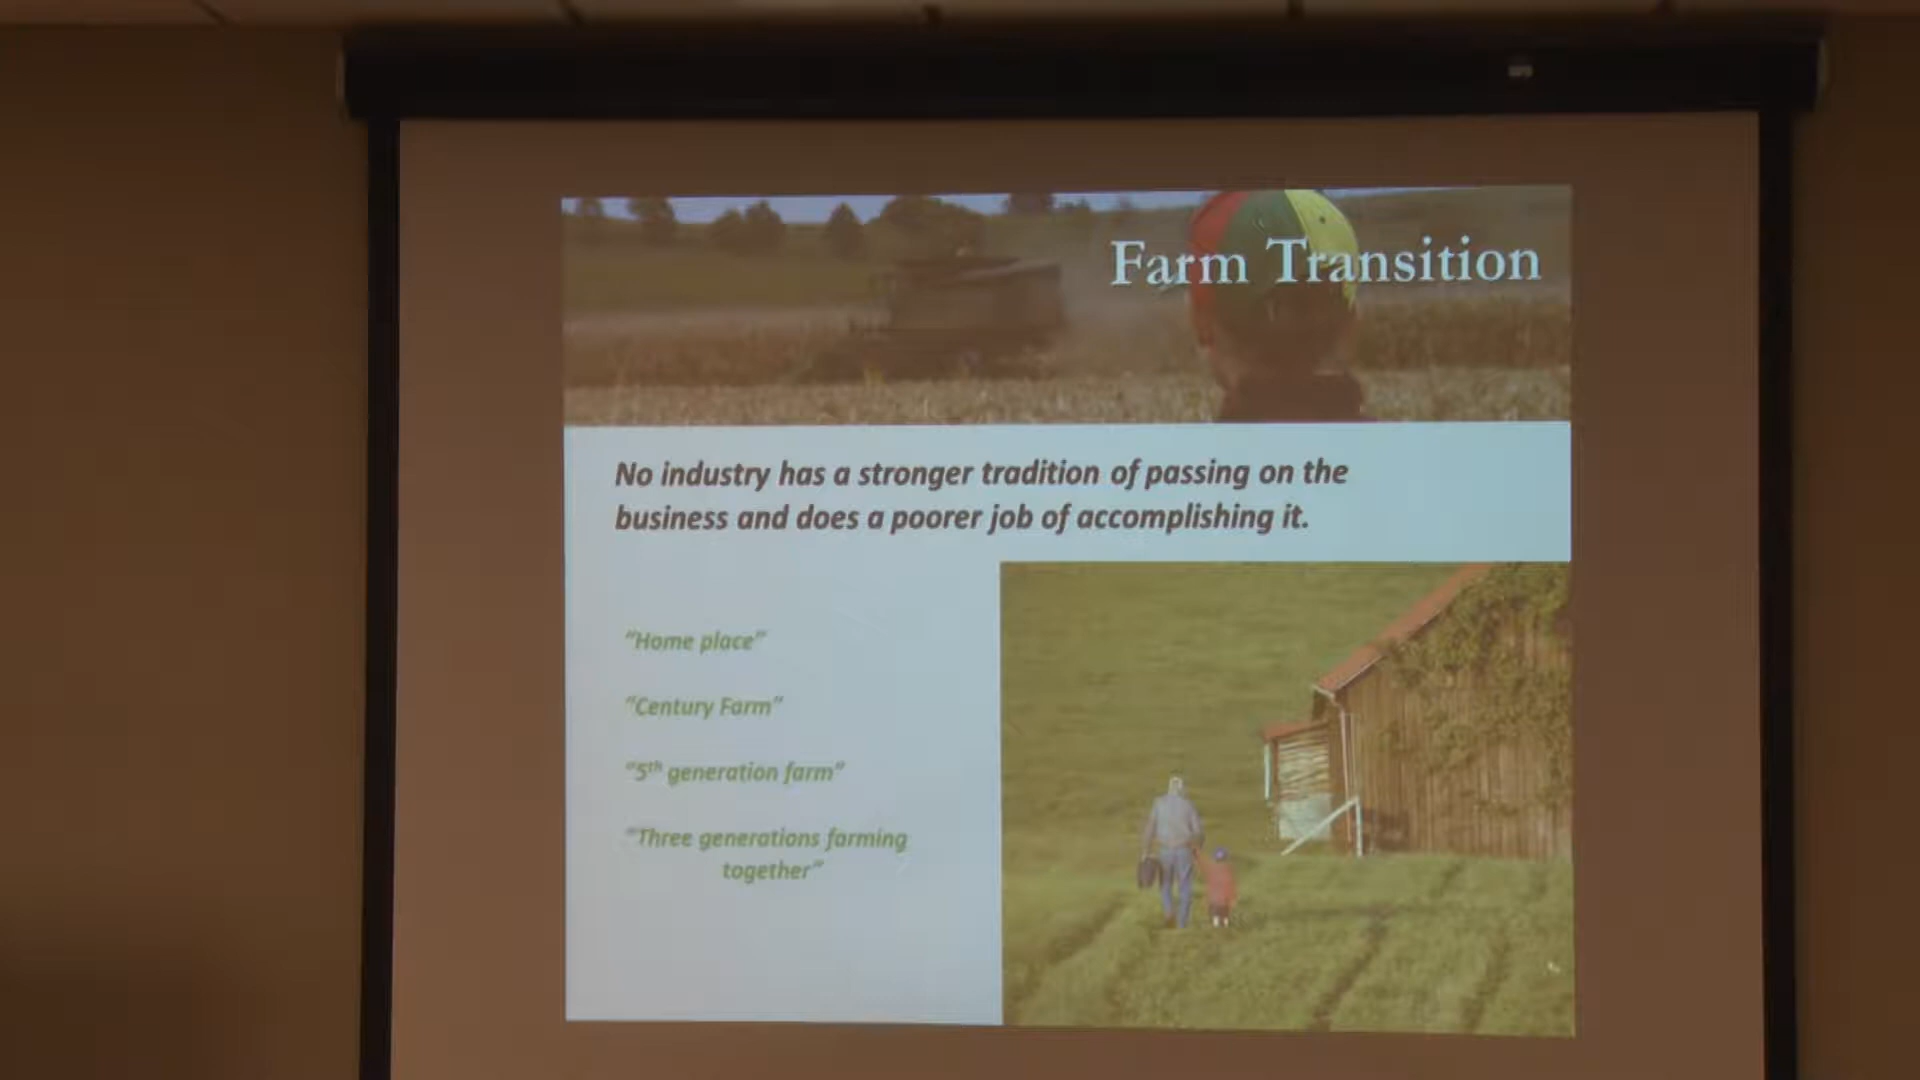 Farm Transition
No industry has a stronger tradition of passing on the
business and does a poorer job of accomplishing it.
“Home place”
“Century Farm”
“5th generation farm”
“Three generations farming
together”